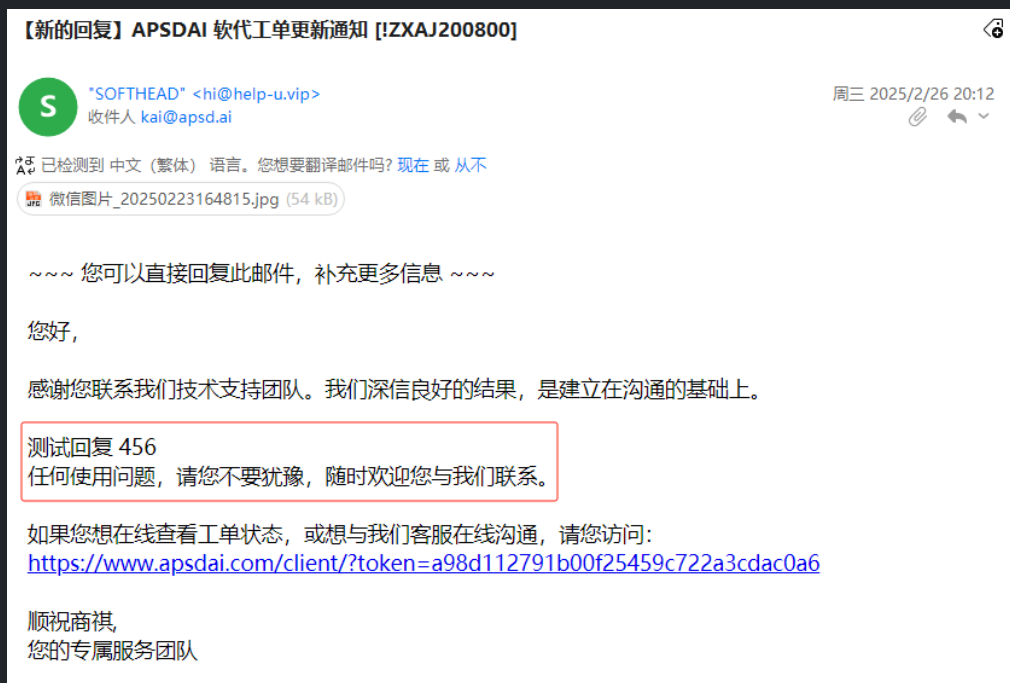 【新的回复】APSDAI 软代工单更新通知 [!ZXAJ200800]
S
"SOFTHEAD" <hi@help-u.vip>
周三 2025/2/26 20:12
收件人 kai@apsd.ai
已检测到 中文（繁体） 语言。您想要翻译邮件吗? 现在 或 从不
微信图片_20250223164815.jpg (54 kB)
~~~ 您可以直接回复此邮件，补充更多信息 ~~~
您好，
感谢您联系我们技术支持团队。我们深信良好的结果，是建立在沟通的基础上。
测试回复 456
任何使用问题，请您不要犹豫，随时欢迎您与我们联系。
如果您想在线查看工单状态，或想与我们客服在线沟通，请您访问：
https://www.apsdai.com/client/?token=a98d112791b00f25459c722a3cdac0a6
顺祝商祺,
您的专属服务团队